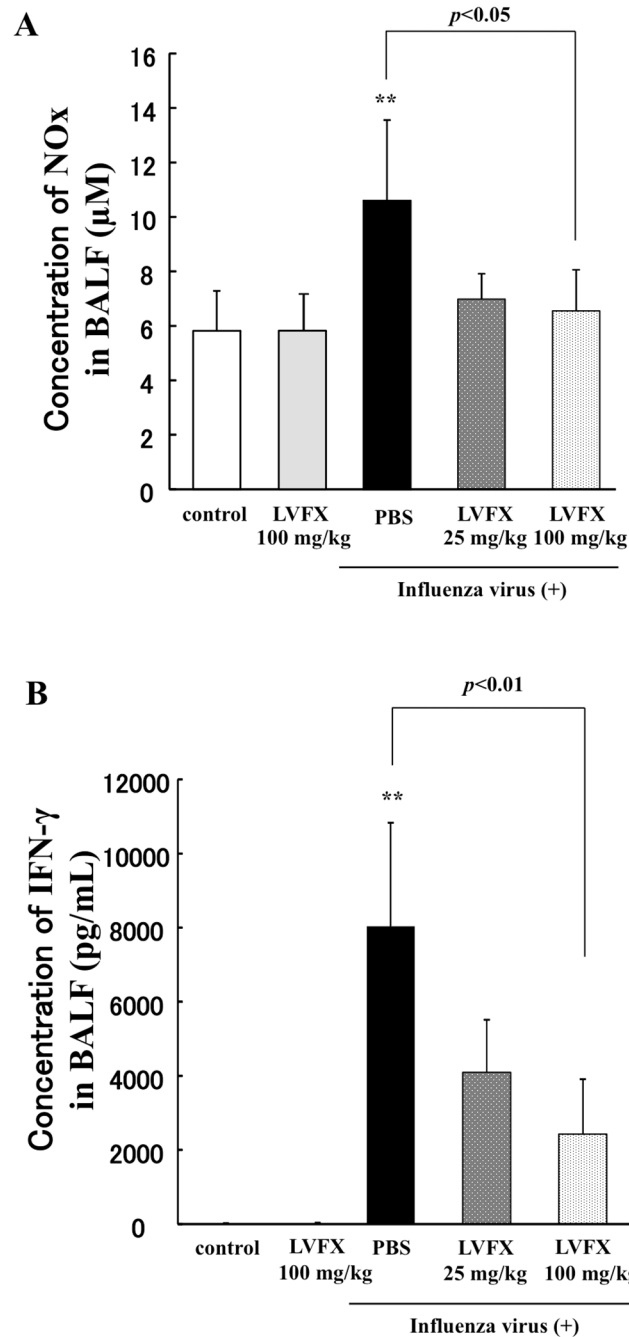 A
p<0.05
Concentration of NOx
in BALF (μM)
16
14
12
10
8
6
4
2
0
**
control
LVFX
100 mg/kg
PBS
LVFX
25 mg/kg
LVFX
100 mg/kg
Influenza virus (+)
B
p<0.01
Concentration of IFN-γ
in BALF (pg/mL)
12000
10000
8000
6000
4000
2000
0
**
control
LVFX
100 mg/kg
PBS
LVFX
25 mg/kg
LVFX
100 mg/kg
Influenza virus (+)